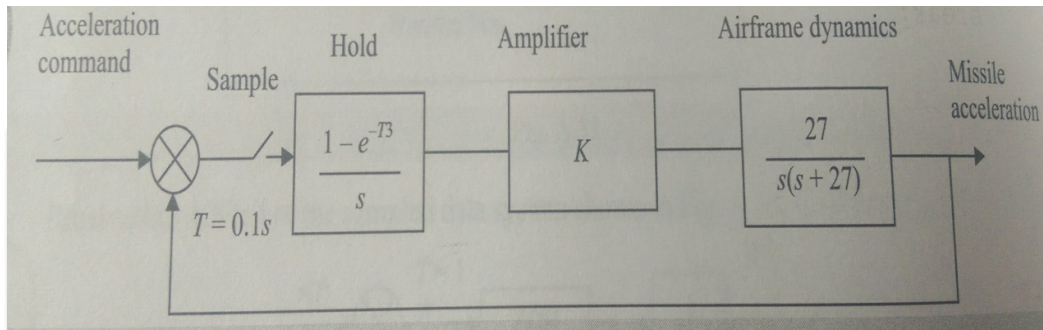 Acceleration
command
Sample
Hold
Amplifier
Airframe dynamics
Missile
acceleration
1 – e^-T3
s
K
27
s(s + 27)
T = 0.1s